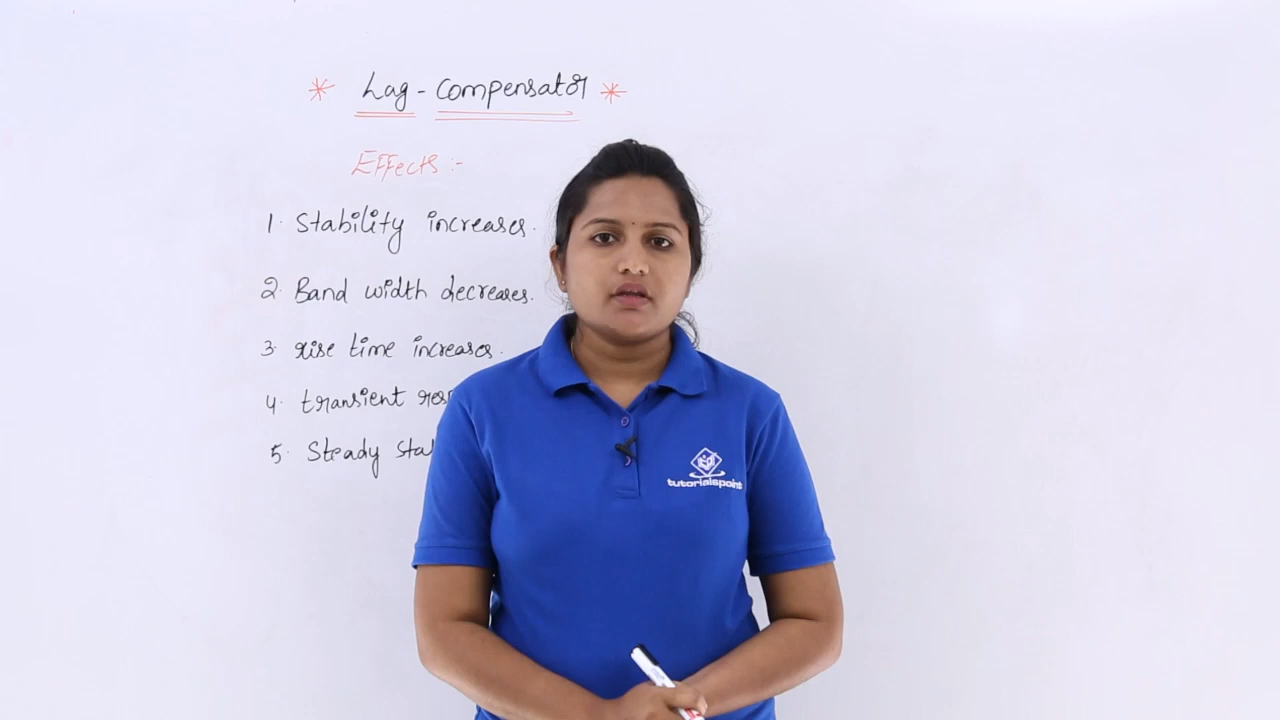 * Lag - Compensator *
Effects :-
1. Stability increases.
2. Band width decreases.
3. rise time increases.
4. transient
5. Steady
tutorialspoint